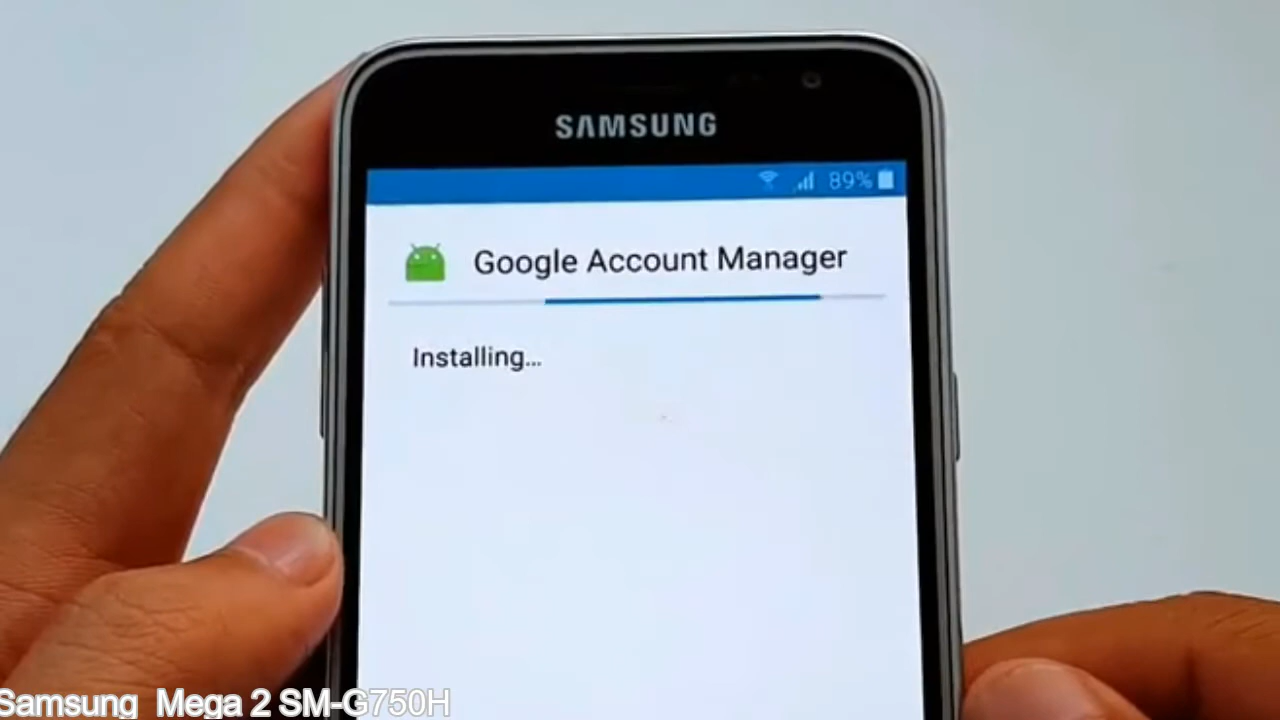 SAMSUNG
89%
Google Account Manager
Installing...
Samsung Mega 2 SM-G750H